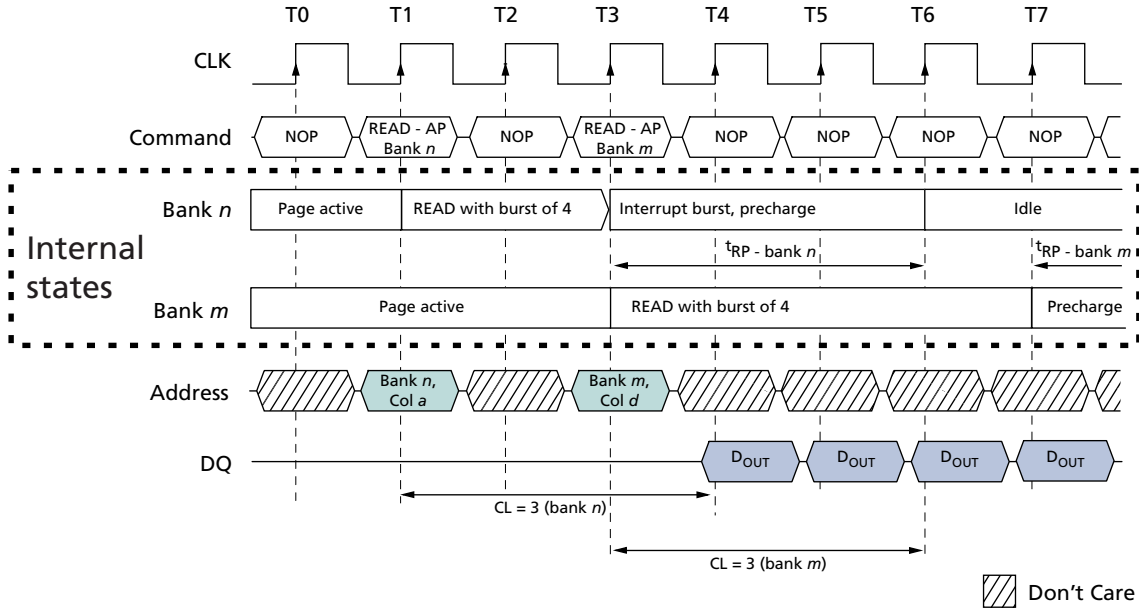 T0 T1 T2 T3 T4 T5 T6 T7
CLK
Command NOP READ - AP Bank n NOP READ - AP Bank m NOP NOP NOP NOP
Bank n Page active READ with burst of 4 Interrupt burst, precharge Idle
Internal states
tRP - bank n tRP - bank m
Bank m Page active READ with burst of 4 Precharge
Address Bank n, Col a Bank m, Col d
DQ DOUT DOUT DOUT DOUT
CL = 3 (bank n)
CL = 3 (bank m)
Don't Care